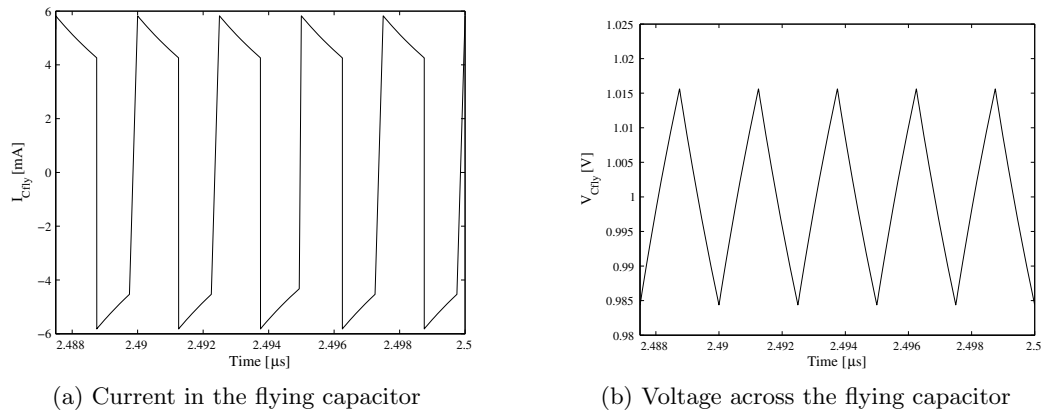 6
4
2
0
−2
−4
−6
I_Cfly [mA]
2.488 2.49 2.492 2.494 2.496 2.498 2.5
Time [µs]
(a) Current in the flying capacitor
1.025
1.02
1.015
1.01
1.005
1
0.995
0.99
0.985
0.98
V_Cfly [V]
2.488 2.49 2.492 2.494 2.496 2.498 2.5
Time [µs]
(b) Voltage across the flying capacitor